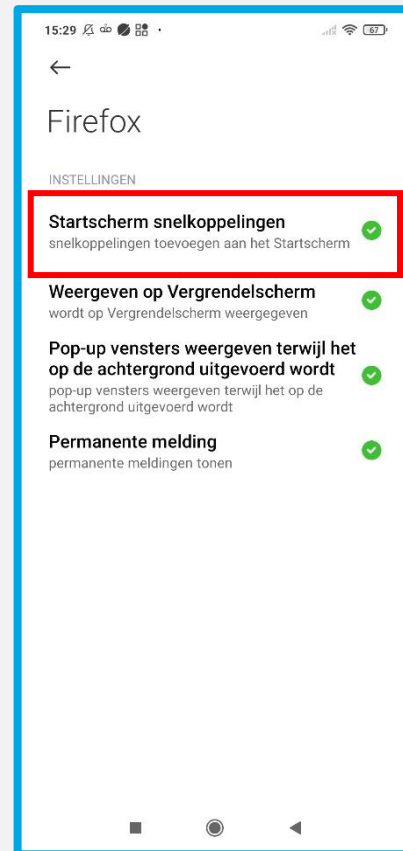 15:29
67
Firefox
INSTELLINGEN
Startscherm snelkoppelingen
snelkoppelingen toevoegen aan het Startscherm
Weergeven op Vergrendelscherm
wordt op Vergrendelscherm weergegeven
Pop-up vensters weergeven terwijl het
op de achtergrond uitgevoerd wordt
pop-up vensters weergeven terwijl het op de
achtergrond uitgevoerd wordt
Permanente melding
permanente meldingen tonen